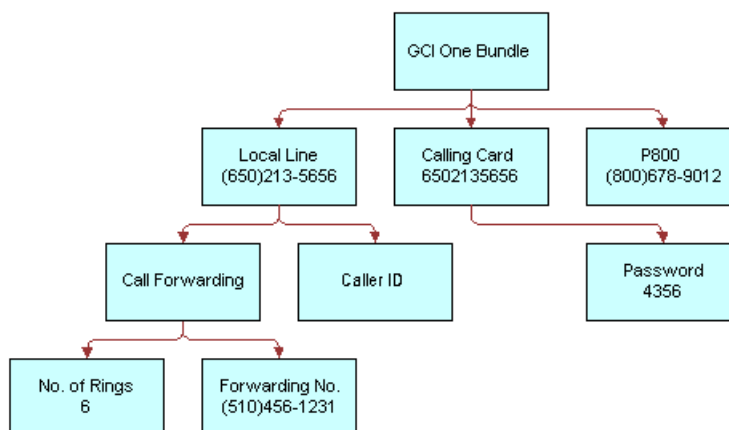 GCI One Bundle
Local Line
(650)213-5656
Calling Card
6502135656
P800
(800)678-9012
Call Forwarding
Caller ID
Password
4356
No. of Rings
6
Forwarding No.
(510)456-1231